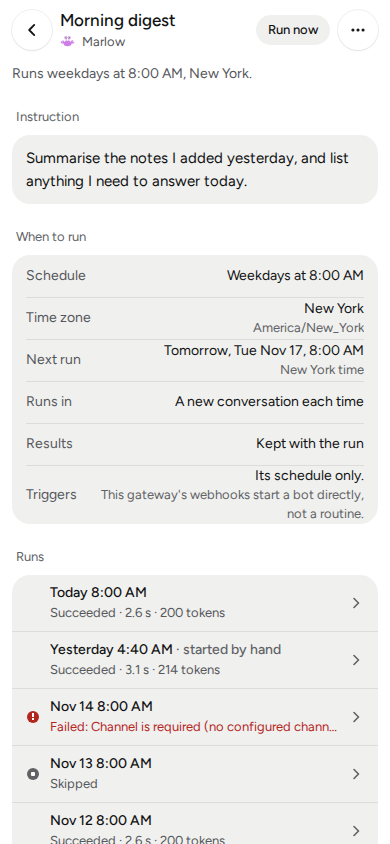 Morning digest
Marlow
Run now
Runs weekdays at 8:00 AM, New York.
Instruction
Summarise the notes I added yesterday, and list
anything I need to answer today.
When to run
Schedule Weekdays at 8:00 AM
Time zone New York
America/New_York
Next run Tomorrow, Tue Nov 17, 8:00 AM
New York time
Runs in A new conversation each time
Results Kept with the run
Triggers Its schedule only.
This gateway's webhooks start a bot directly,
not a routine.
Runs
Today 8:00 AM
Succeeded · 2.6 s · 200 tokens
Yesterday 4:40 AM · started by hand
Succeeded · 3.1 s · 214 tokens
Nov 14 8:00 AM
Failed: Channel is required (no configured chann...
Nov 13 8:00 AM
Skipped
Nov 12 8:00 AM
Succeeded · 2.6 s · 200 tokens